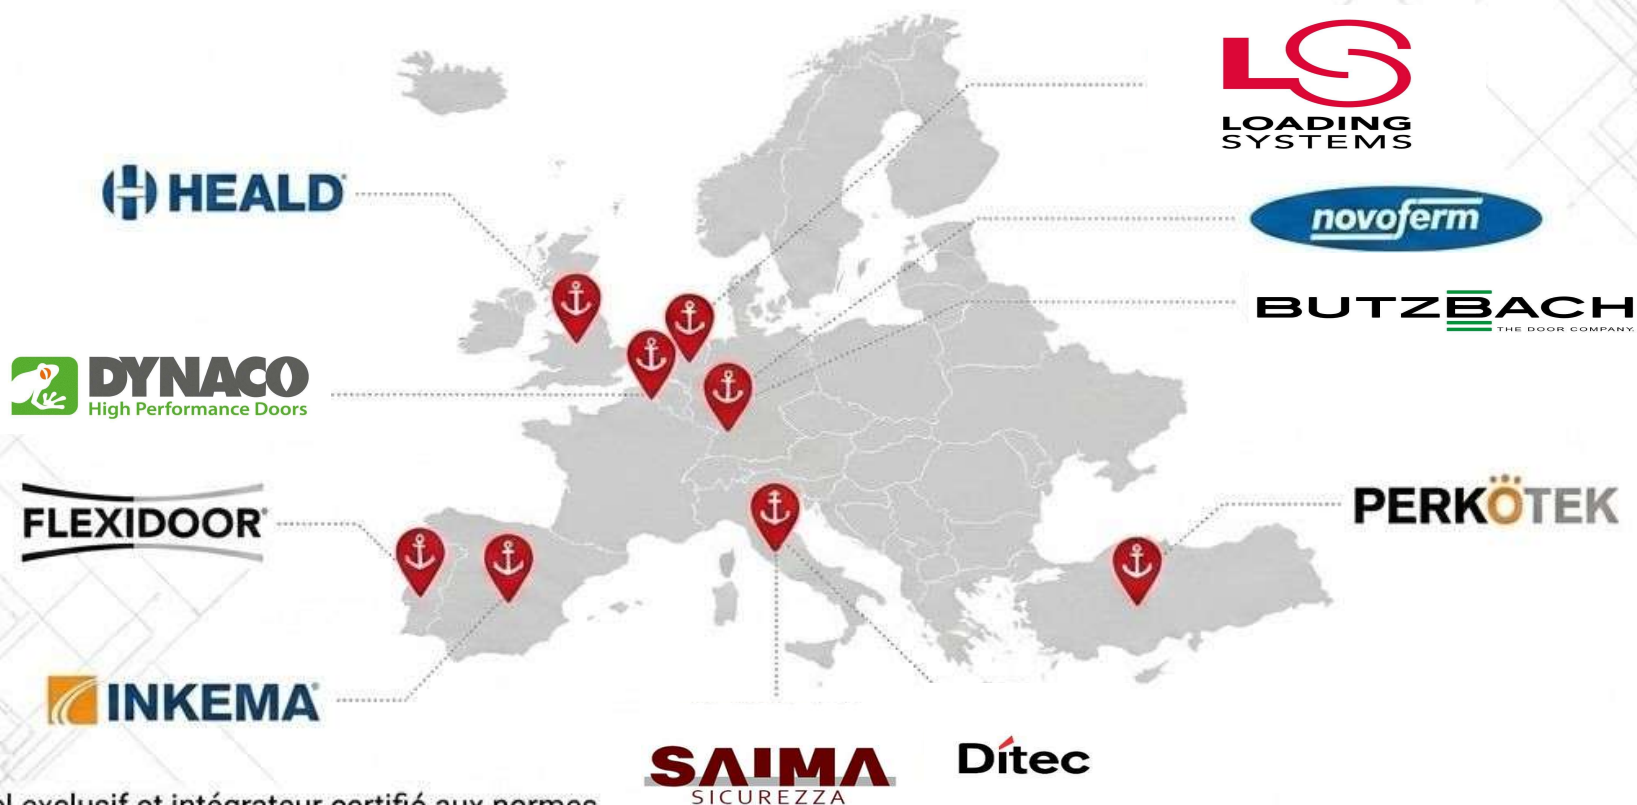 LS
LOADING
SYSTEMS
HEALD
novoferm
BUTZBACH
THE DOOR COMPANY
DYNACO
High Performance Doors
FLEXIDOOR®
PERKÖTEK
INKEMA
SAIMA
SICUREZZA
Dítec
exclusif et intégrateur certifié aux normes